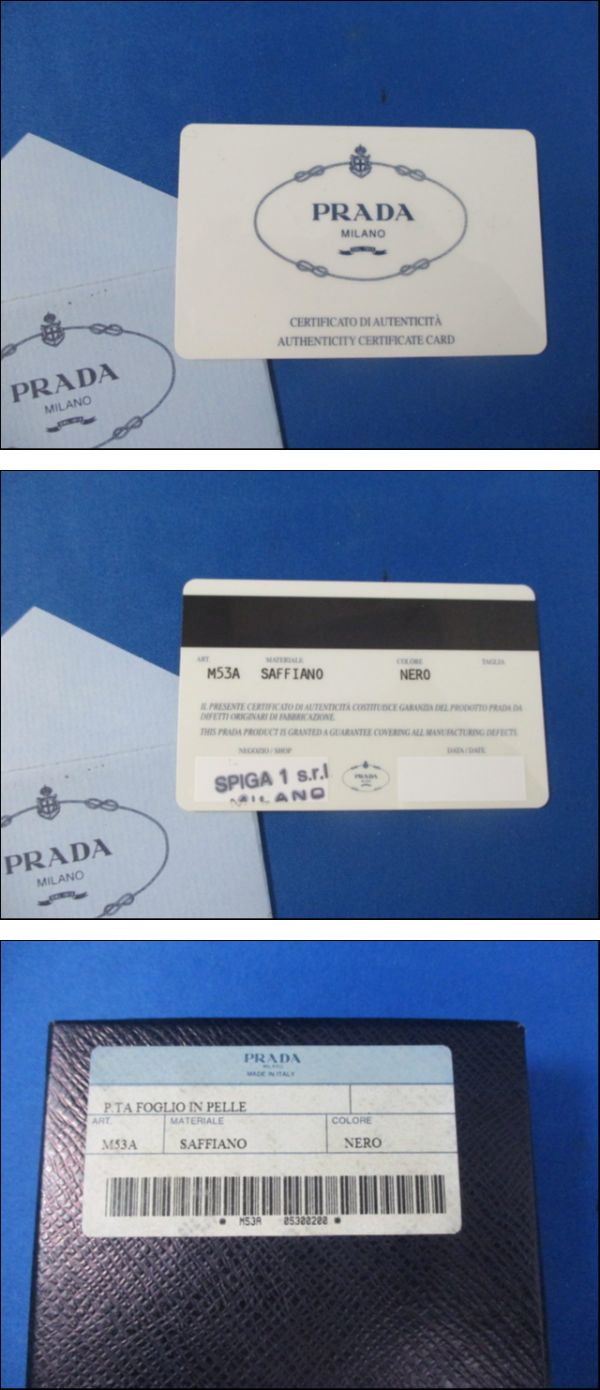 PRADA
MILANO
CERTIFICATO DI AUTENTICITÀ
AUTHENTICITY CERTIFICATE CARD
PRADA
MILANO
ART.
MATERIALE
COLORE
TAGLIA
M53A SAFFIANO NERO
IL PRESENTE CERTIFICATO DI AUTENTICITÀ COSTITUISCE GARANZIA DEL PRODOTTO PRADA DA
DIFETTI ORIGINARI DI FABBRICAZIONE.
THIS PRADA PRODUCT IS GRANTED A GUARANTEE COVERING ALL MANUFACTURING DEFECTS.
NEGOZIO / SHOP
DATA / DATE
SPIGA 1 s.r.l
MILANO
PRADA
PRADA
MILANO
PRADA
MILANO
MADE IN ITALY
P.TA FOGLIO IN PELLE
ART. MATERIALE COLORE
M53A SAFFIANO NERO
M53A 05300200